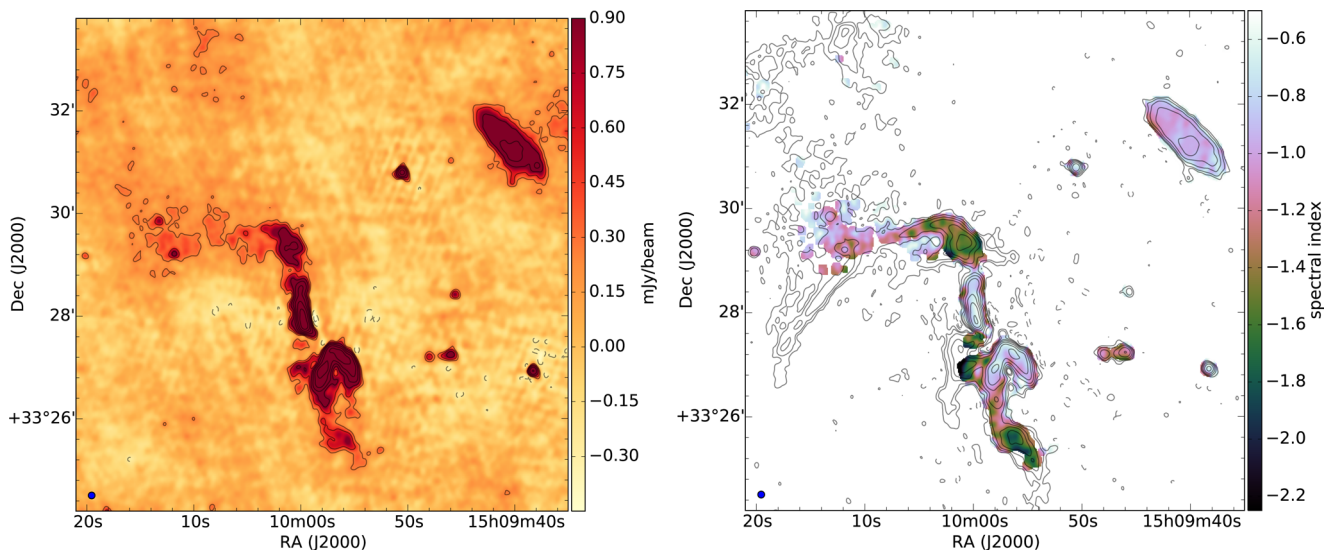 32'
30'
28'
+33°26'
Dec (J2000)
20s
10s
10m00s
50s
15h09m40s
RA (J2000)
0.90
0.75
0.60
0.45
0.30
0.15
0.00
−0.15
−0.30
mJy/beam
32'
30'
28'
+33°26'
Dec (J2000)
20s
10s
10m00s
50s
15h09m40s
RA (J2000)
−0.6
−0.8
−1.0
−1.2
−1.4
−1.6
−1.8
−2.0
−2.2
spectral index